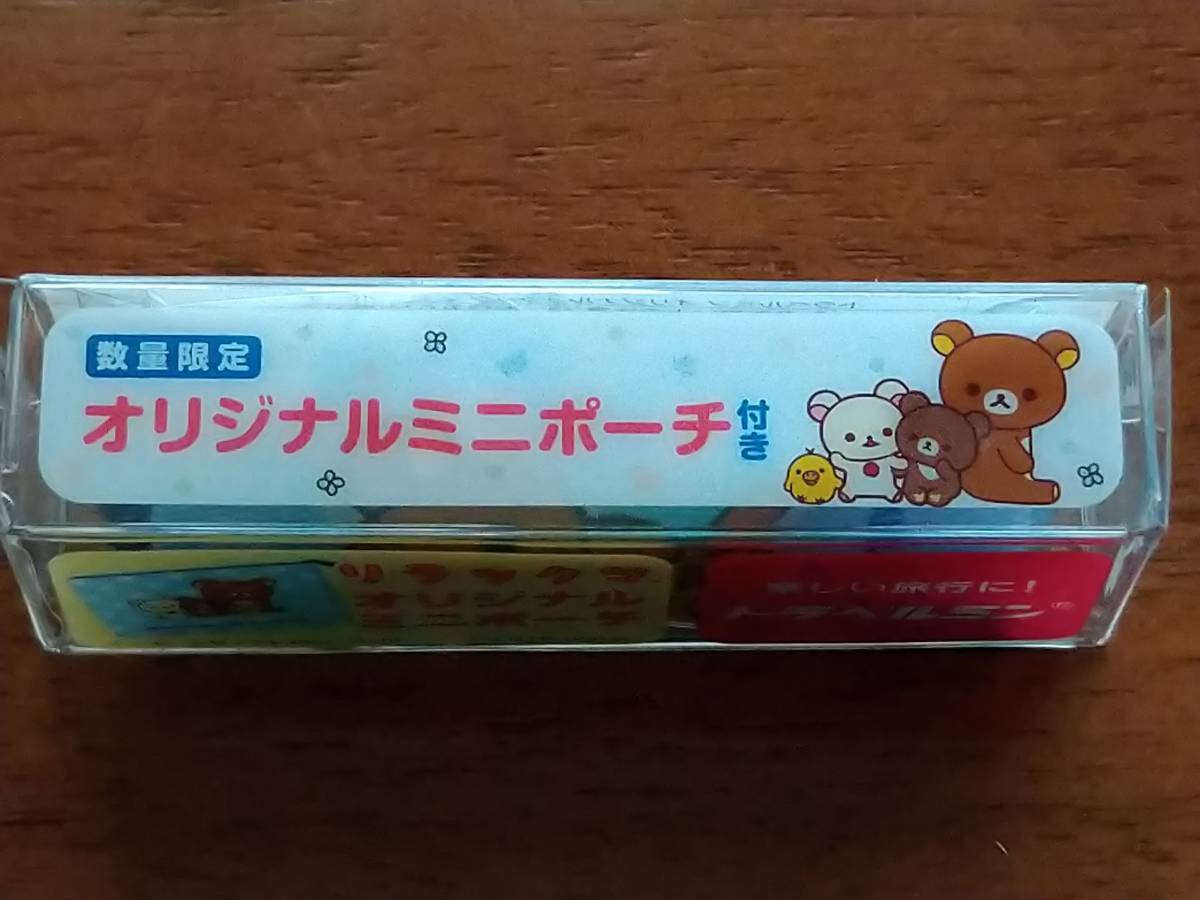 数量限定
オリジナルミニポーチ付き
リラックマ
オリジナル
ミニポーチ
楽しい旅行に!
トラベルミン®